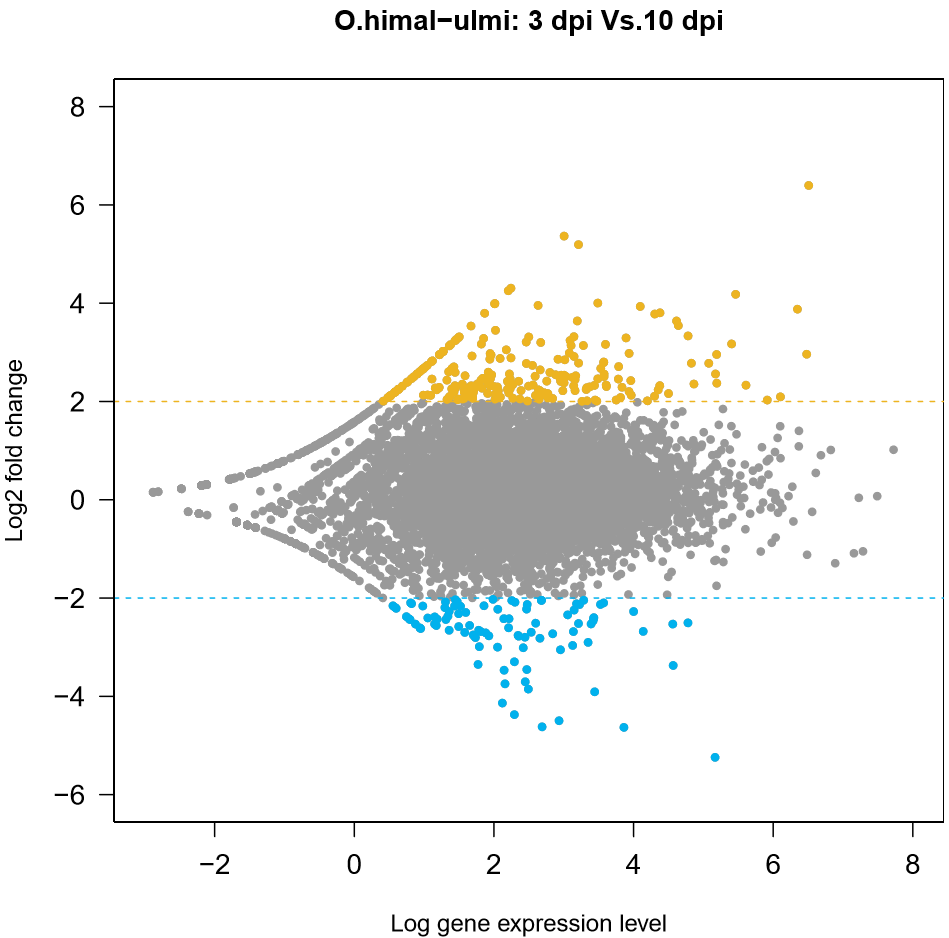 O.himal−ulmi: 3 dpi Vs.10 dpi
8
6
4
2
0
−2
−4
−6
Log2 fold change
−2 0 2 4 6 8
Log gene expression level